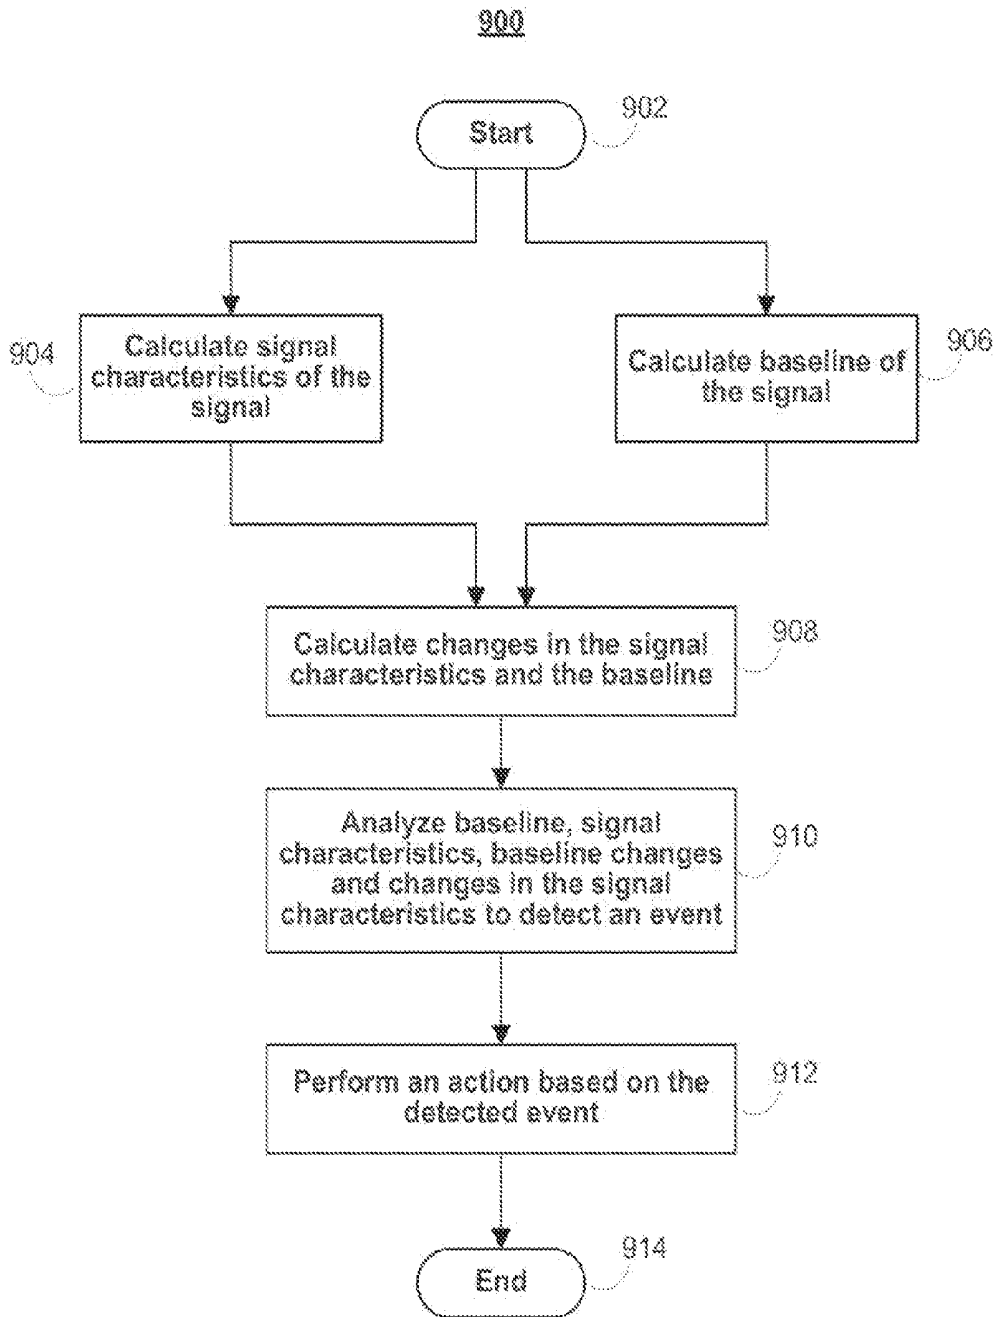 900
Start
902
904
Calculate signal
characteristics of the
signal
Calculate baseline of
the signal
906
Calculate changes in the signal
characteristics and the baseline
908
Analyze baseline, signal
characteristics, baseline changes
and changes in the signal
characteristics to detect an event
910
Perform an action based on the
detected event
912
End
914